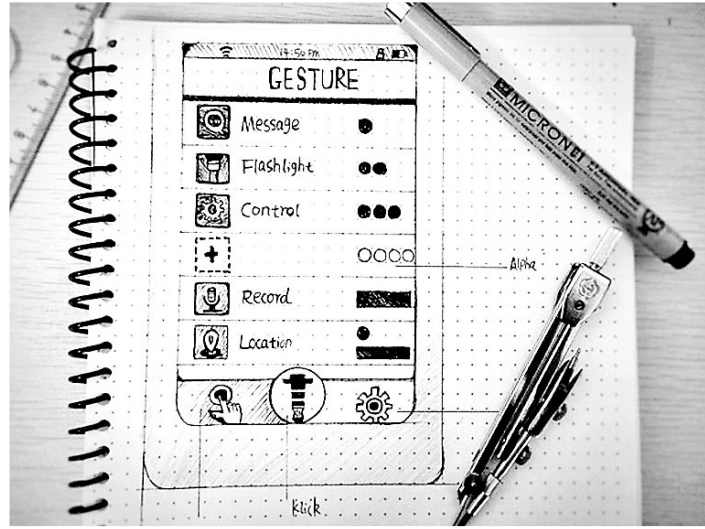 14:50 PM
GESTURE
Message
Flashlight
Control
Alpha
Record
Location
Klick
MICRON